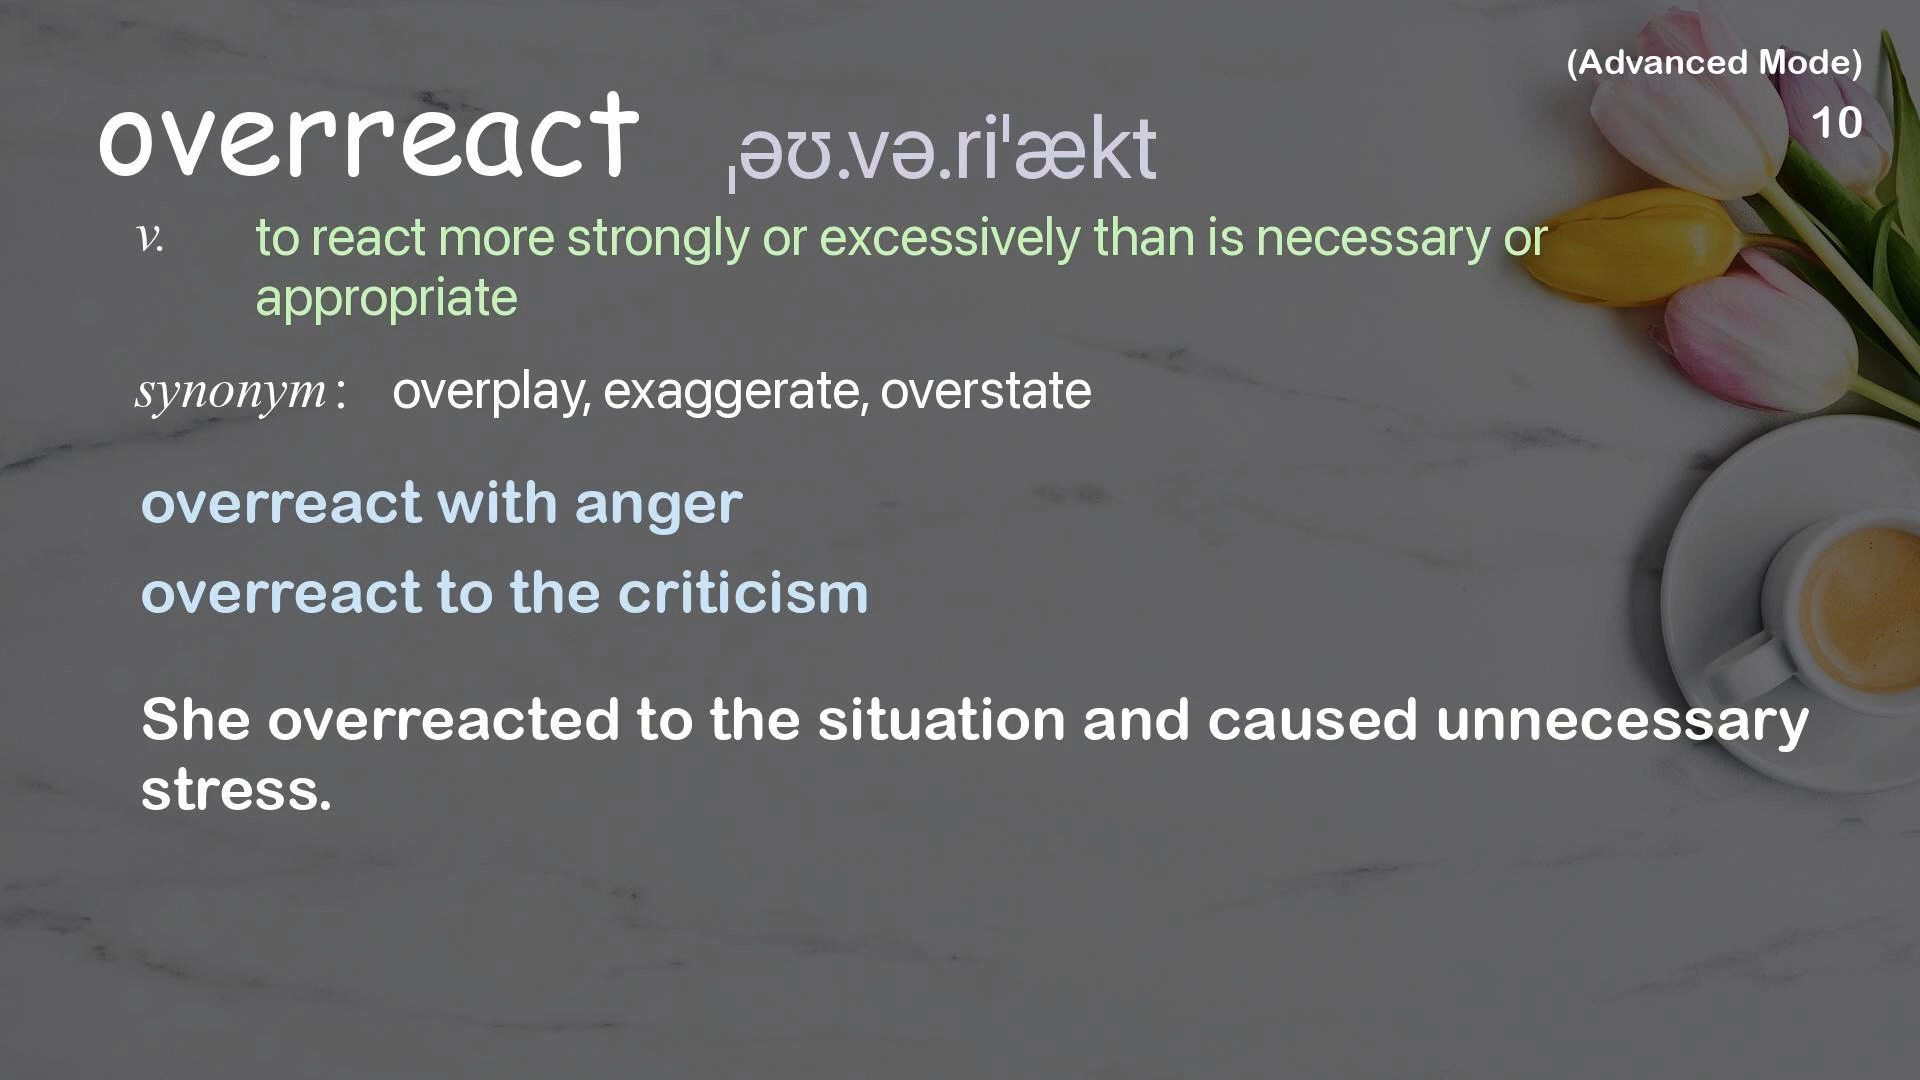 (Advanced Mode)
10
overreact ˌəʊ.və.riˈækt
v. to react more strongly or excessively than is necessary or
appropriate
synonym: overplay, exaggerate, overstate
overreact with anger
overreact to the criticism
She overreacted to the situation and caused unnecessary
stress.